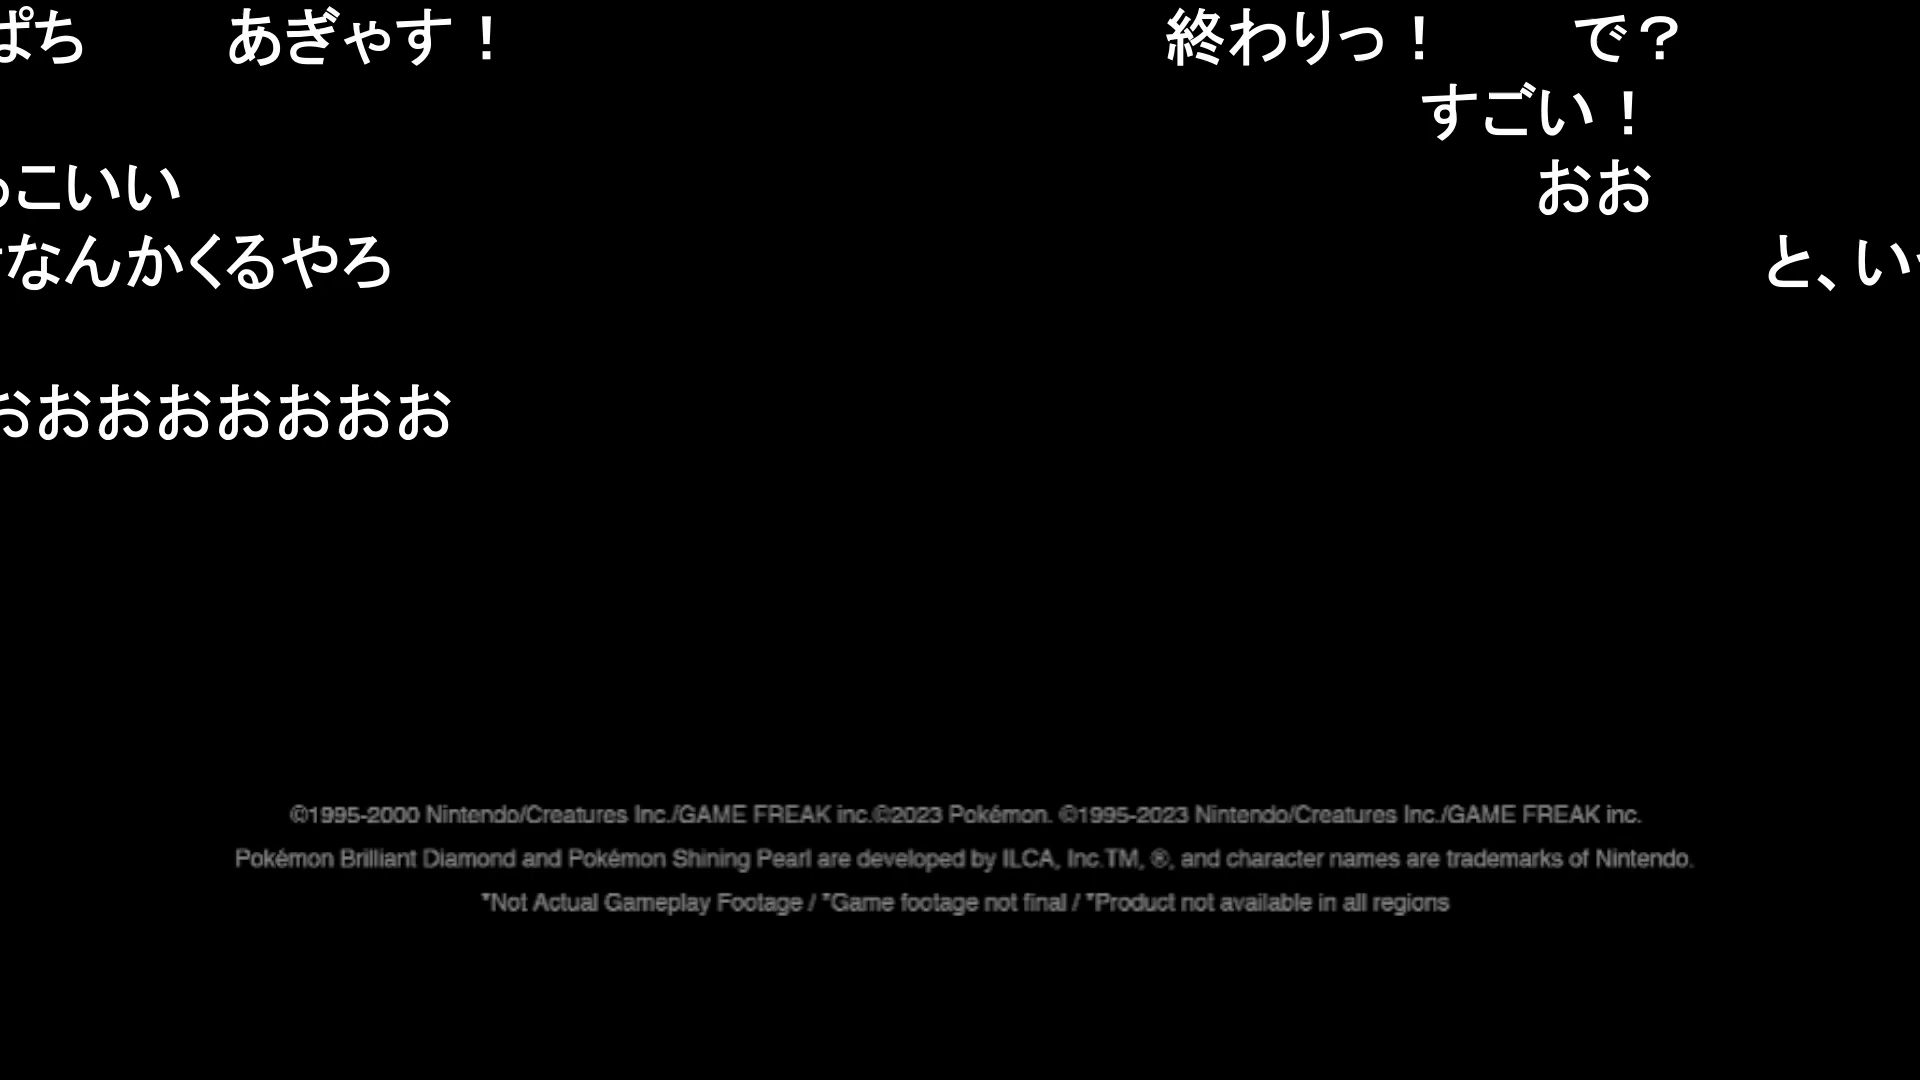 ぱち あぎゃす！ 終わりっ！ で？
すごい！
っこいい おお
なんかくるやろ と、い
おおおおおおお
©1995-2000 Nintendo/Creatures Inc./GAME FREAK inc.©2023 Pokémon. ©1995-2023 Nintendo/Creatures Inc./GAME FREAK inc.
Pokémon Brilliant Diamond and Pokémon Shining Pearl are developed by ILCA, Inc.TM, ®, and character names are trademarks of Nintendo.
*Not Actual Gameplay Footage / *Game footage not final / *Product not available in all regions